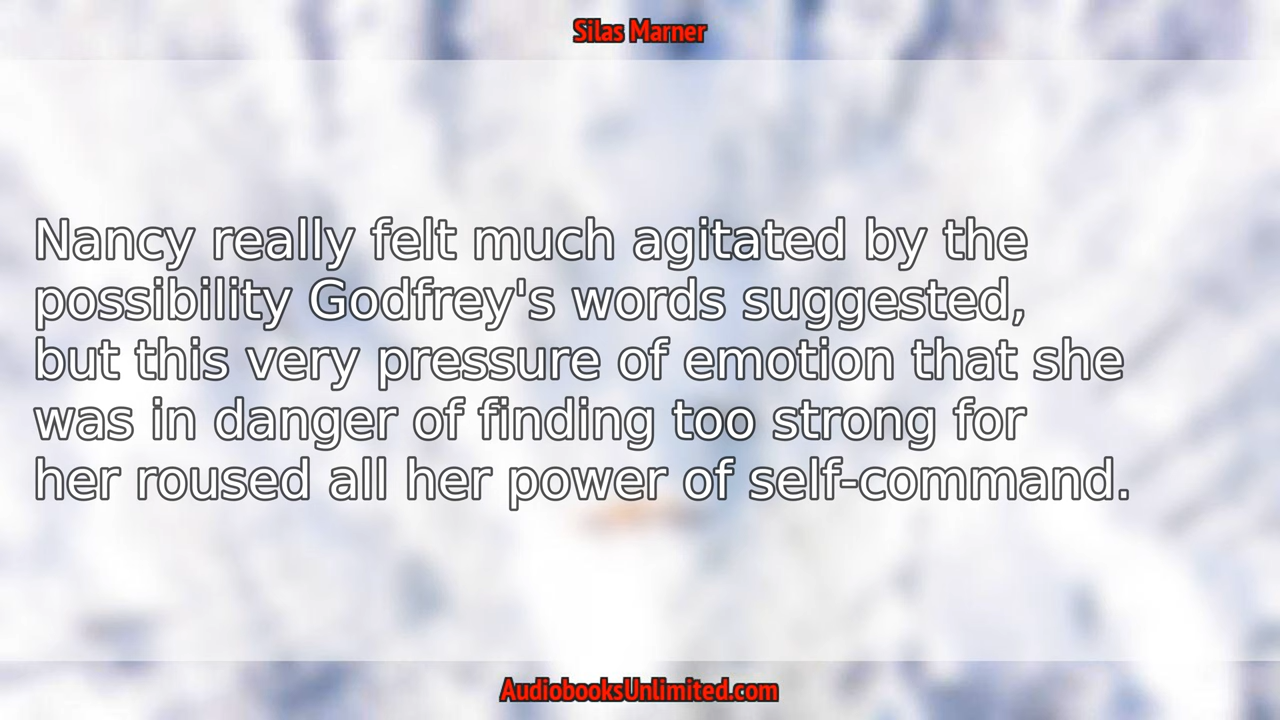 Silas Marner
Nancy really felt much agitated by the
possibility Godfrey's words suggested,
but this very pressure of emotion that she
was in danger of finding too strong for
her roused all her power of self-command.
AudiobooksUnlimited.com